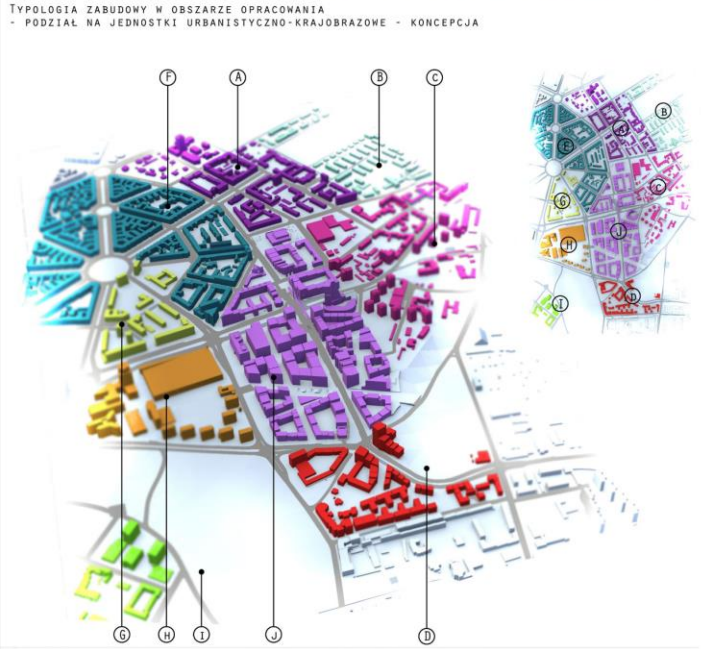 TYPOLOGIA ZABUDOWY W OBSZARZE OPRACOWANIA
- PODZIAŁ NA JEDNOSTKI URBANISTYCZNO-KRAJOBRAZOWE - KONCEPCJA
F A B C
B
A
E
C
G
J
H
D
I
G H I J D